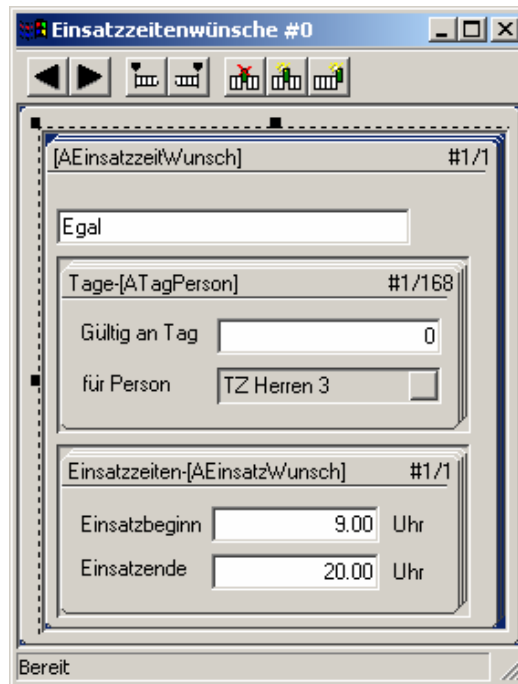 Einsatzzeitenwünsche #0
[AEinsatzzeitWunsch] #1/1
Egal
Tage-[ATagPerson] #1/168
Gültig an Tag 0
für Person TZ Herren 3
Einsatzzeiten-[AEinsatzWunsch] #1/1
Einsatzbeginn 9.00 Uhr
Einsatzende 20.00 Uhr
Bereit